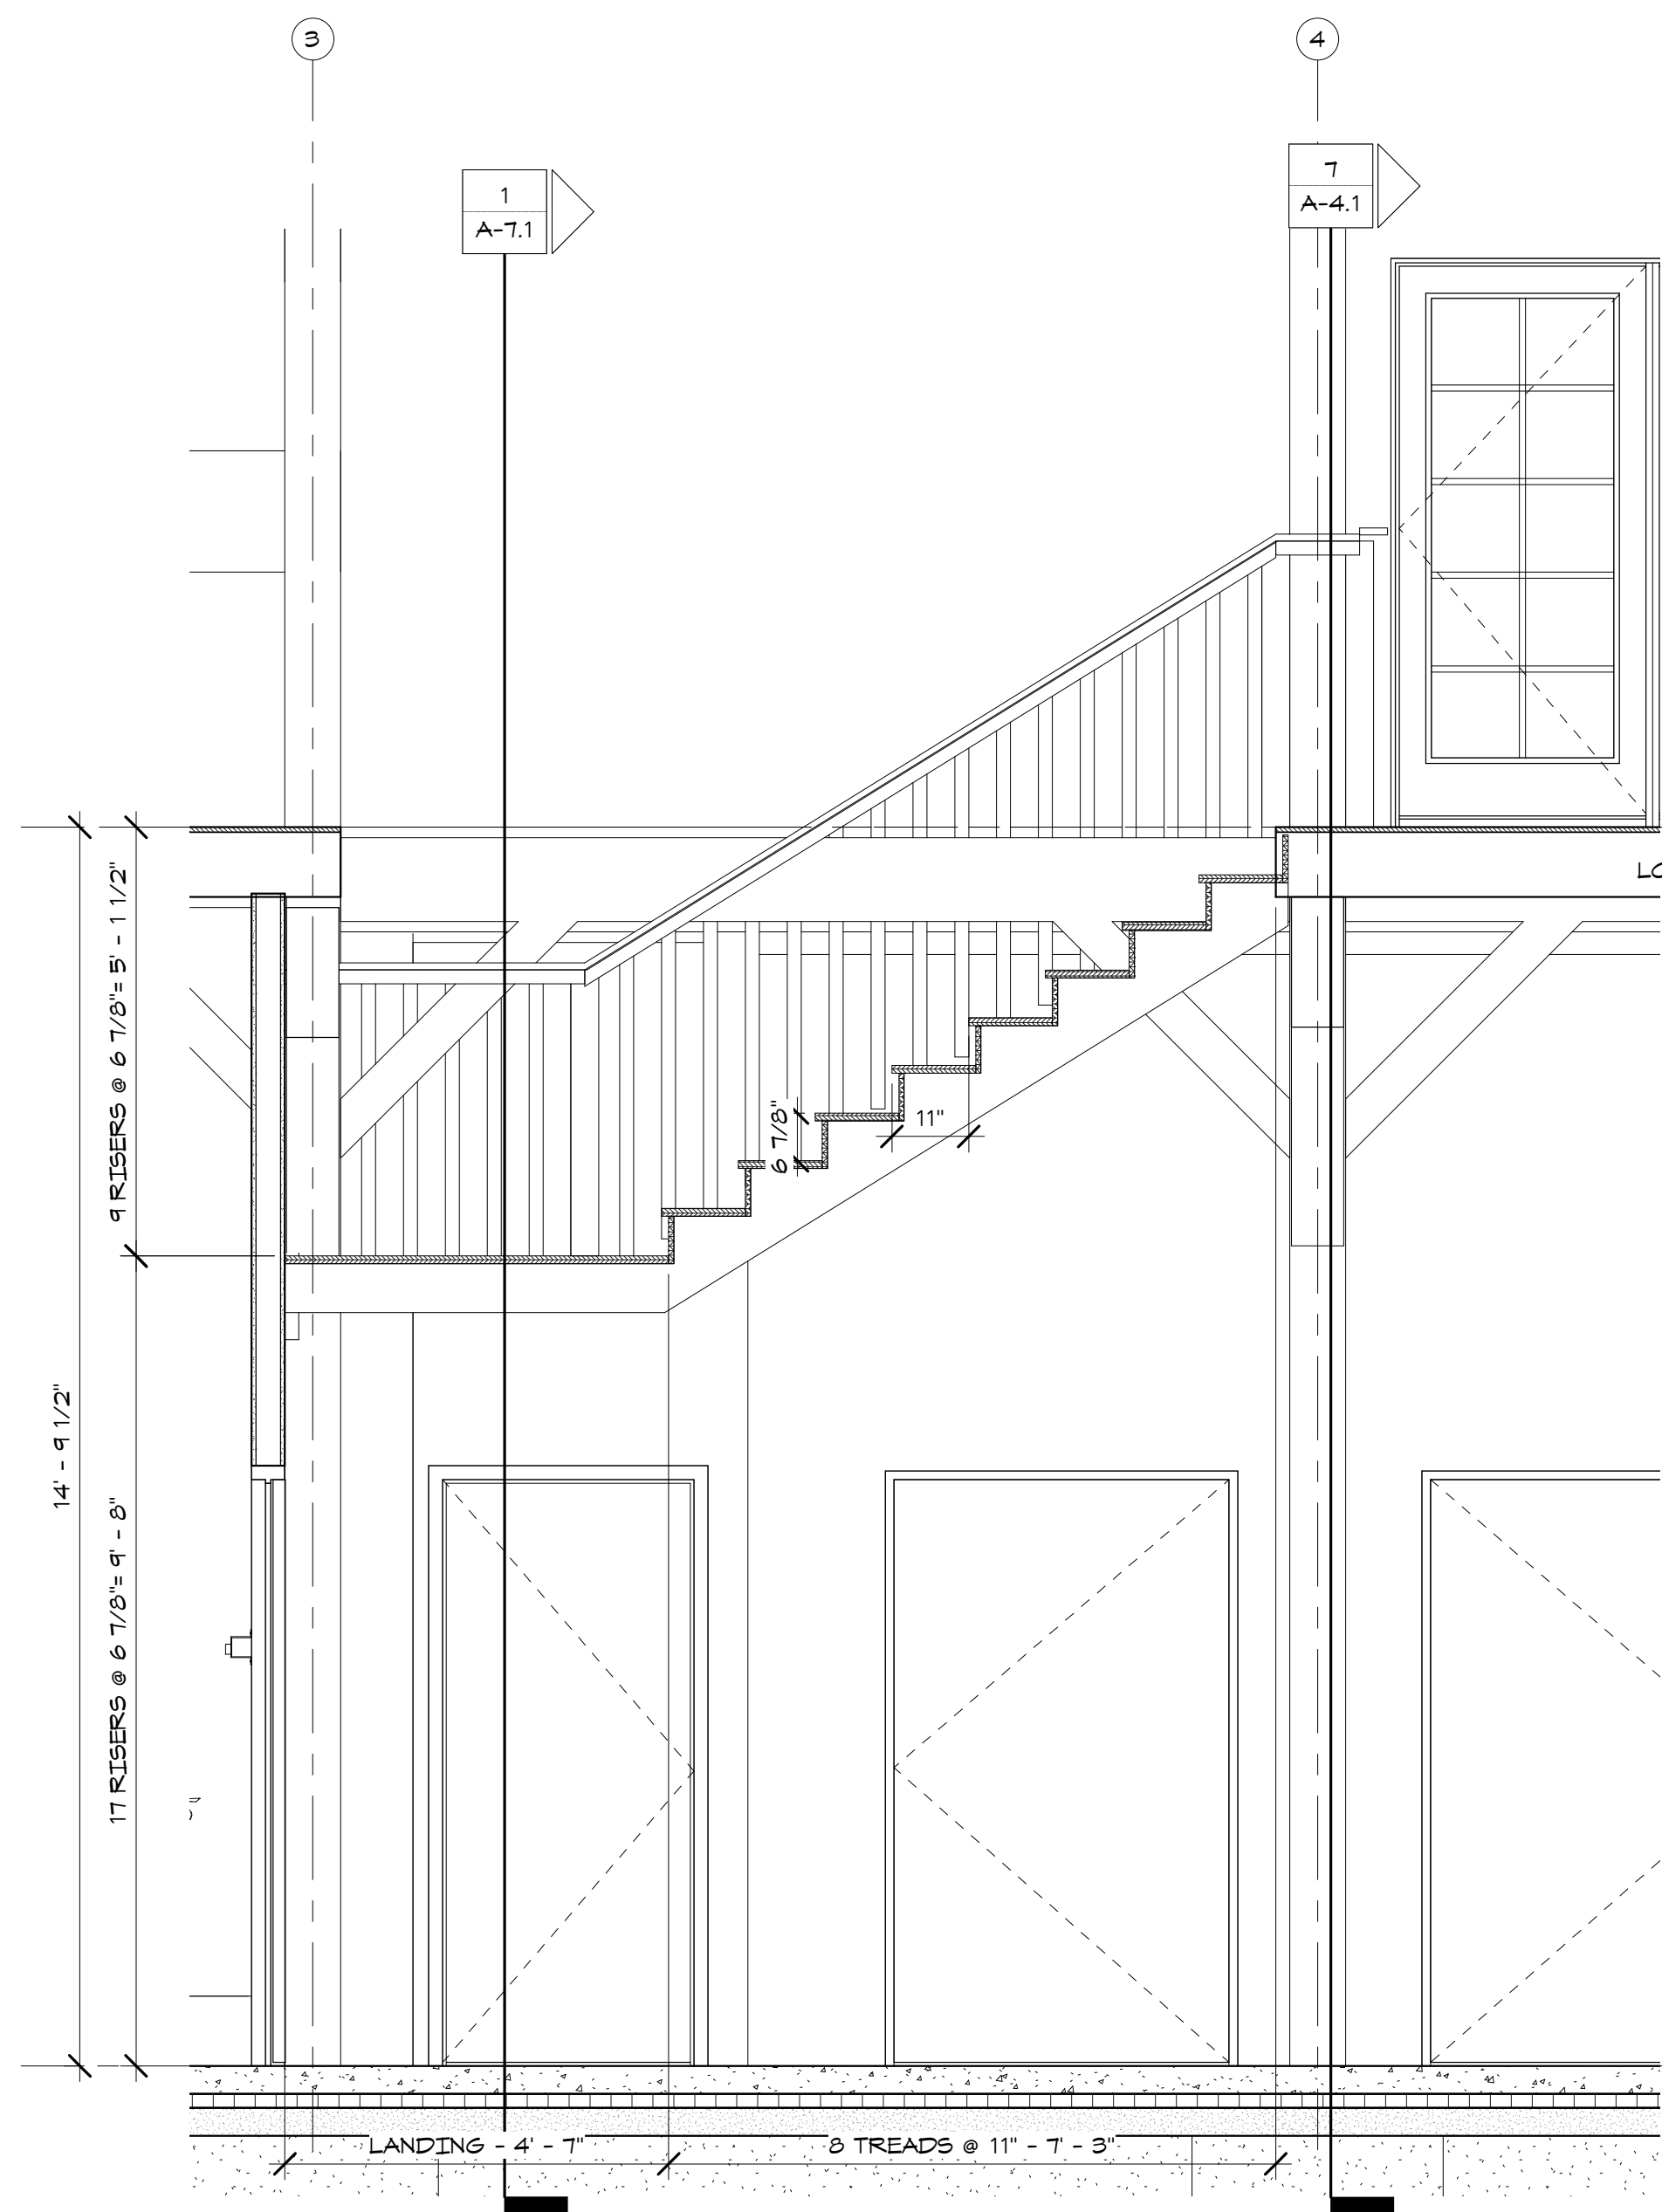 3
4
1
A-7.1
7
A-4.1
9 RISERS @ 6 7/8"= 5' - 1 1/2"
LO
6 7/8"
11"
14' - 9 1/2"
17 RISERS @ 6 7/8"= 9' - 8"
LANDING - 4' - 7"
8 TREADS @ 11" - 7' - 3"